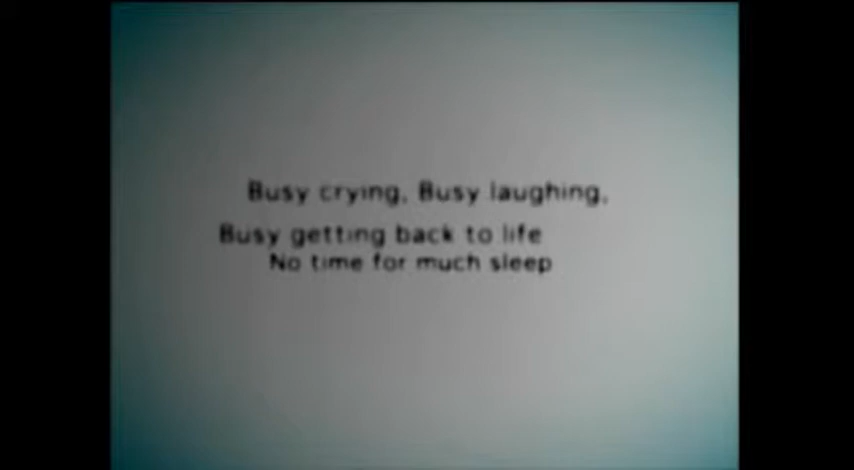 Busy crying, Busy laughing,
Busy getting back to life
No time for much sleep